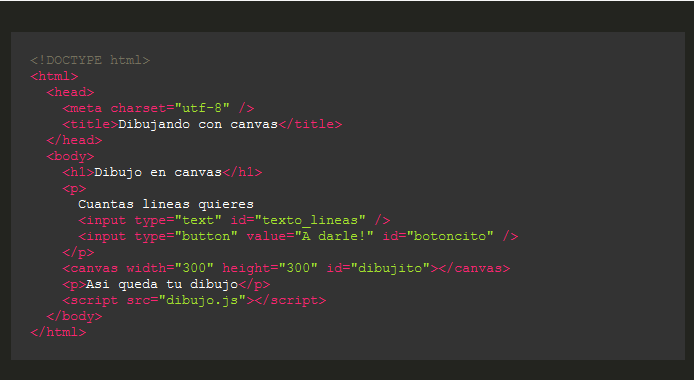 <!DOCTYPE html>
<html>
<head>
<meta charset="utf-8" />
<title>Dibujando con canvas</title>
</head>
<body>
<h1>Dibujo en canvas</h1>
<p>
Cuantas lineas quieres
<input type="text" id="texto_lineas" />
<input type="button" value="A darle!" id="botoncito" />
</p>
<canvas width="300" height="300" id="dibujito"></canvas>
<p>Asi queda tu dibujo</p>
<script src="dibujo.js"></script>
</body>
</html>